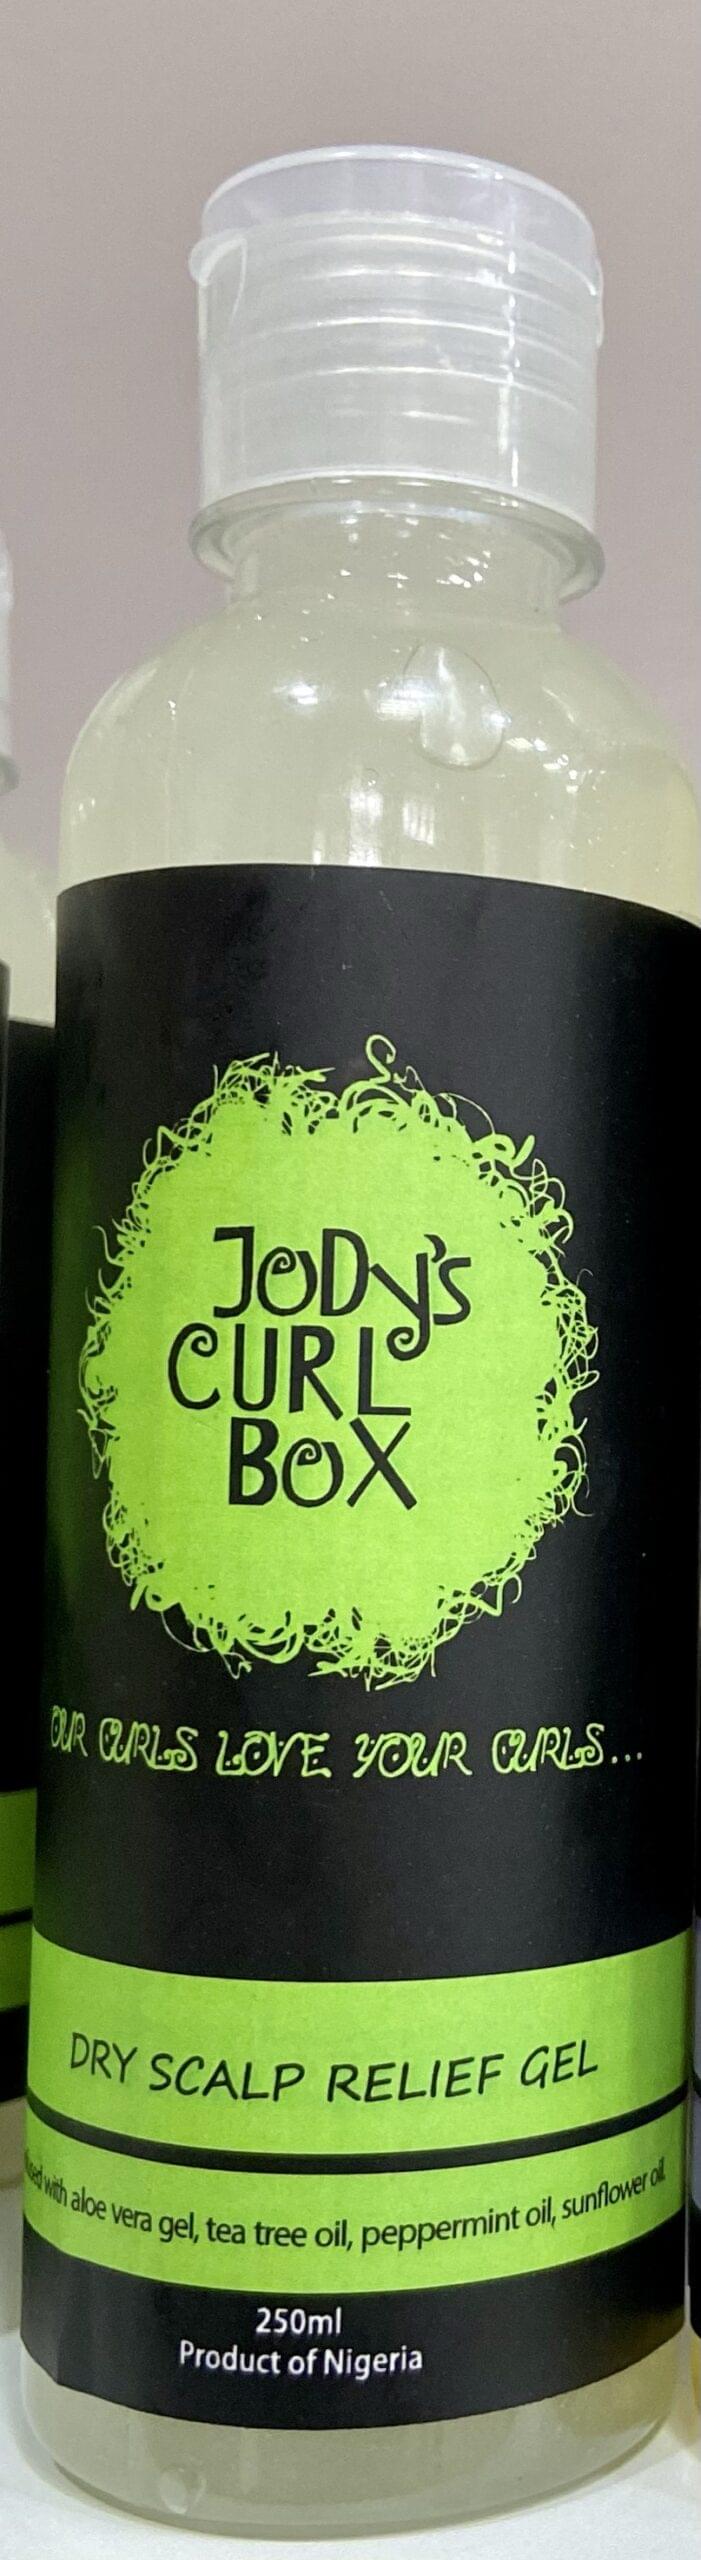 JODY'S
CURL
BOX
OUR CURLS LOVE YOUR CURLS...
DRY SCALP RELIEF GEL
with aloe vera gel, tea tree oil, peppermint oil, sunflower oil
250ml
Product of Nigeria